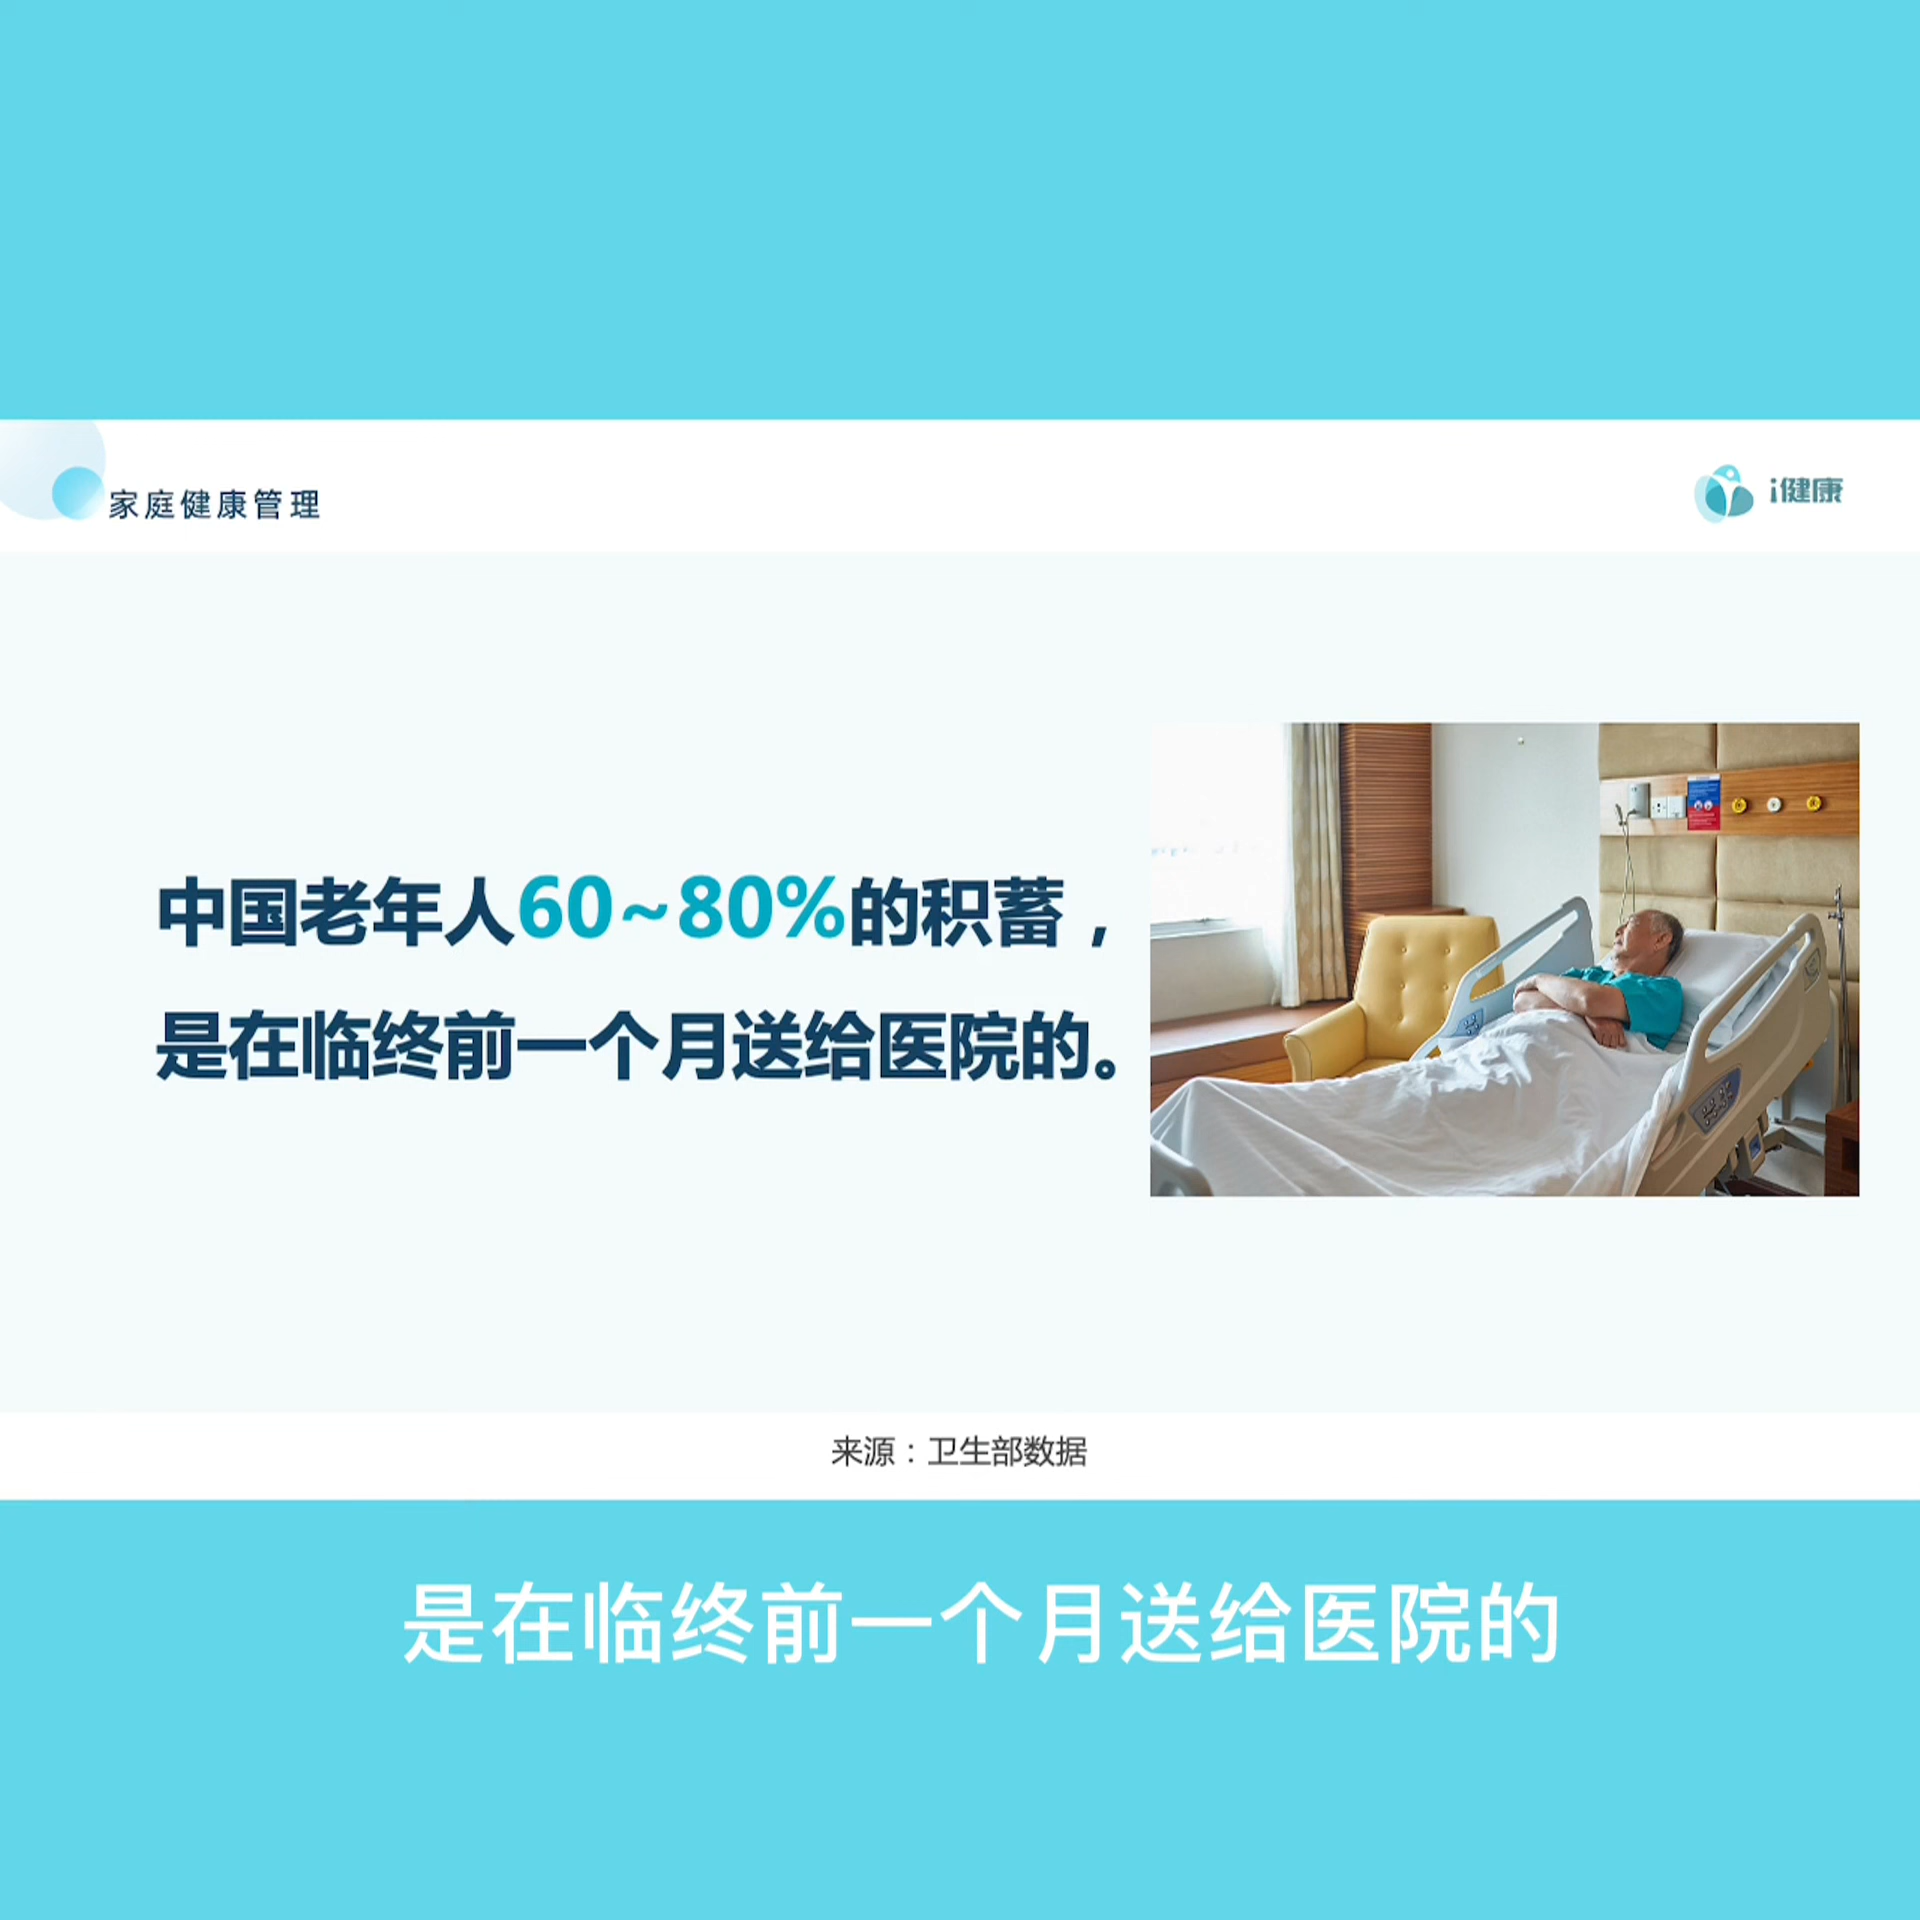 家庭健康管理
i健康
中国老年人60~80%的积蓄，
是在临终前一个月送给医院的。
来源：卫生部数据
是在临终前一个月送给医院的